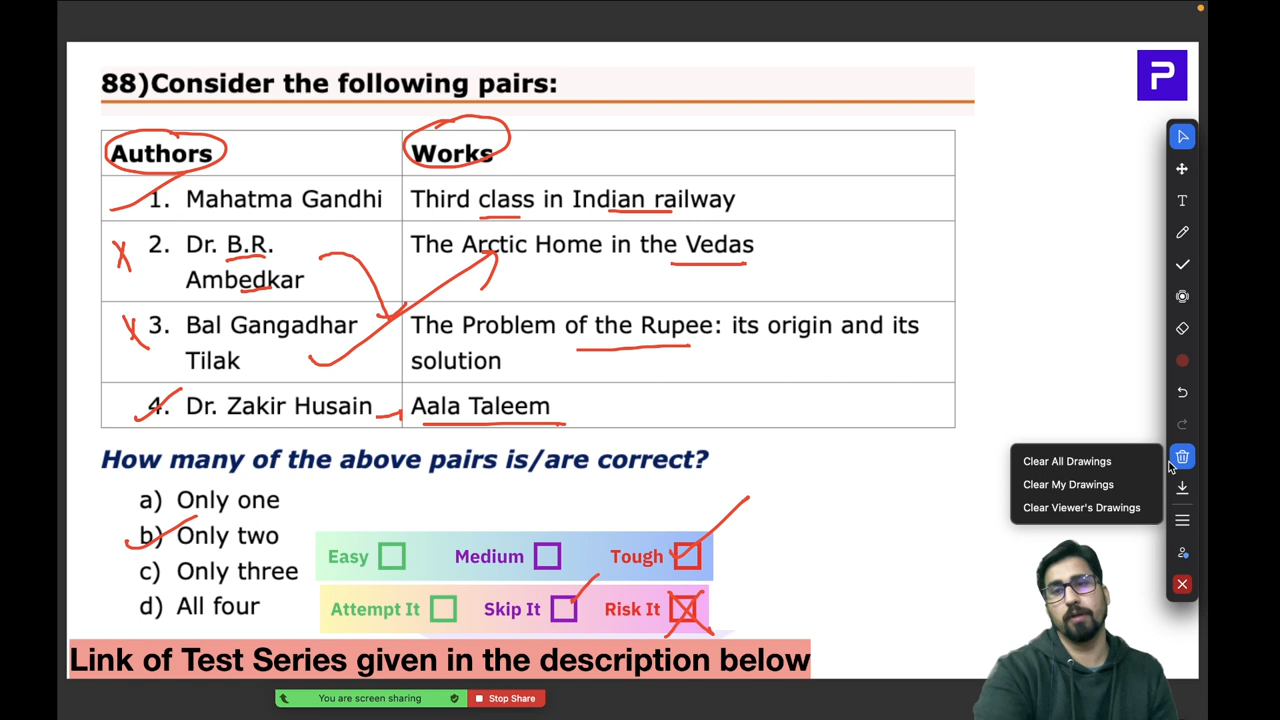 88)Consider the following pairs:
P
Authors Works
1. Mahatma Gandhi Third class in Indian railway
2. Dr. B.R. The Arctic Home in the Vedas
Ambedkar
3. Bal Gangadhar The Problem of the Rupee: its origin and its
Tilak solution
4. Dr. Zakir Husain Aala Taleem
How many of the above pairs is/are correct?
a) Only one
b) Only two
c) Only three
d) All four
Easy Medium Tough
Attempt It Skip It Risk It
Link of Test Series given in the description below
You are screen sharing Stop Share
T
Clear All Drawings
Clear My Drawings
Clear Viewer's Drawings